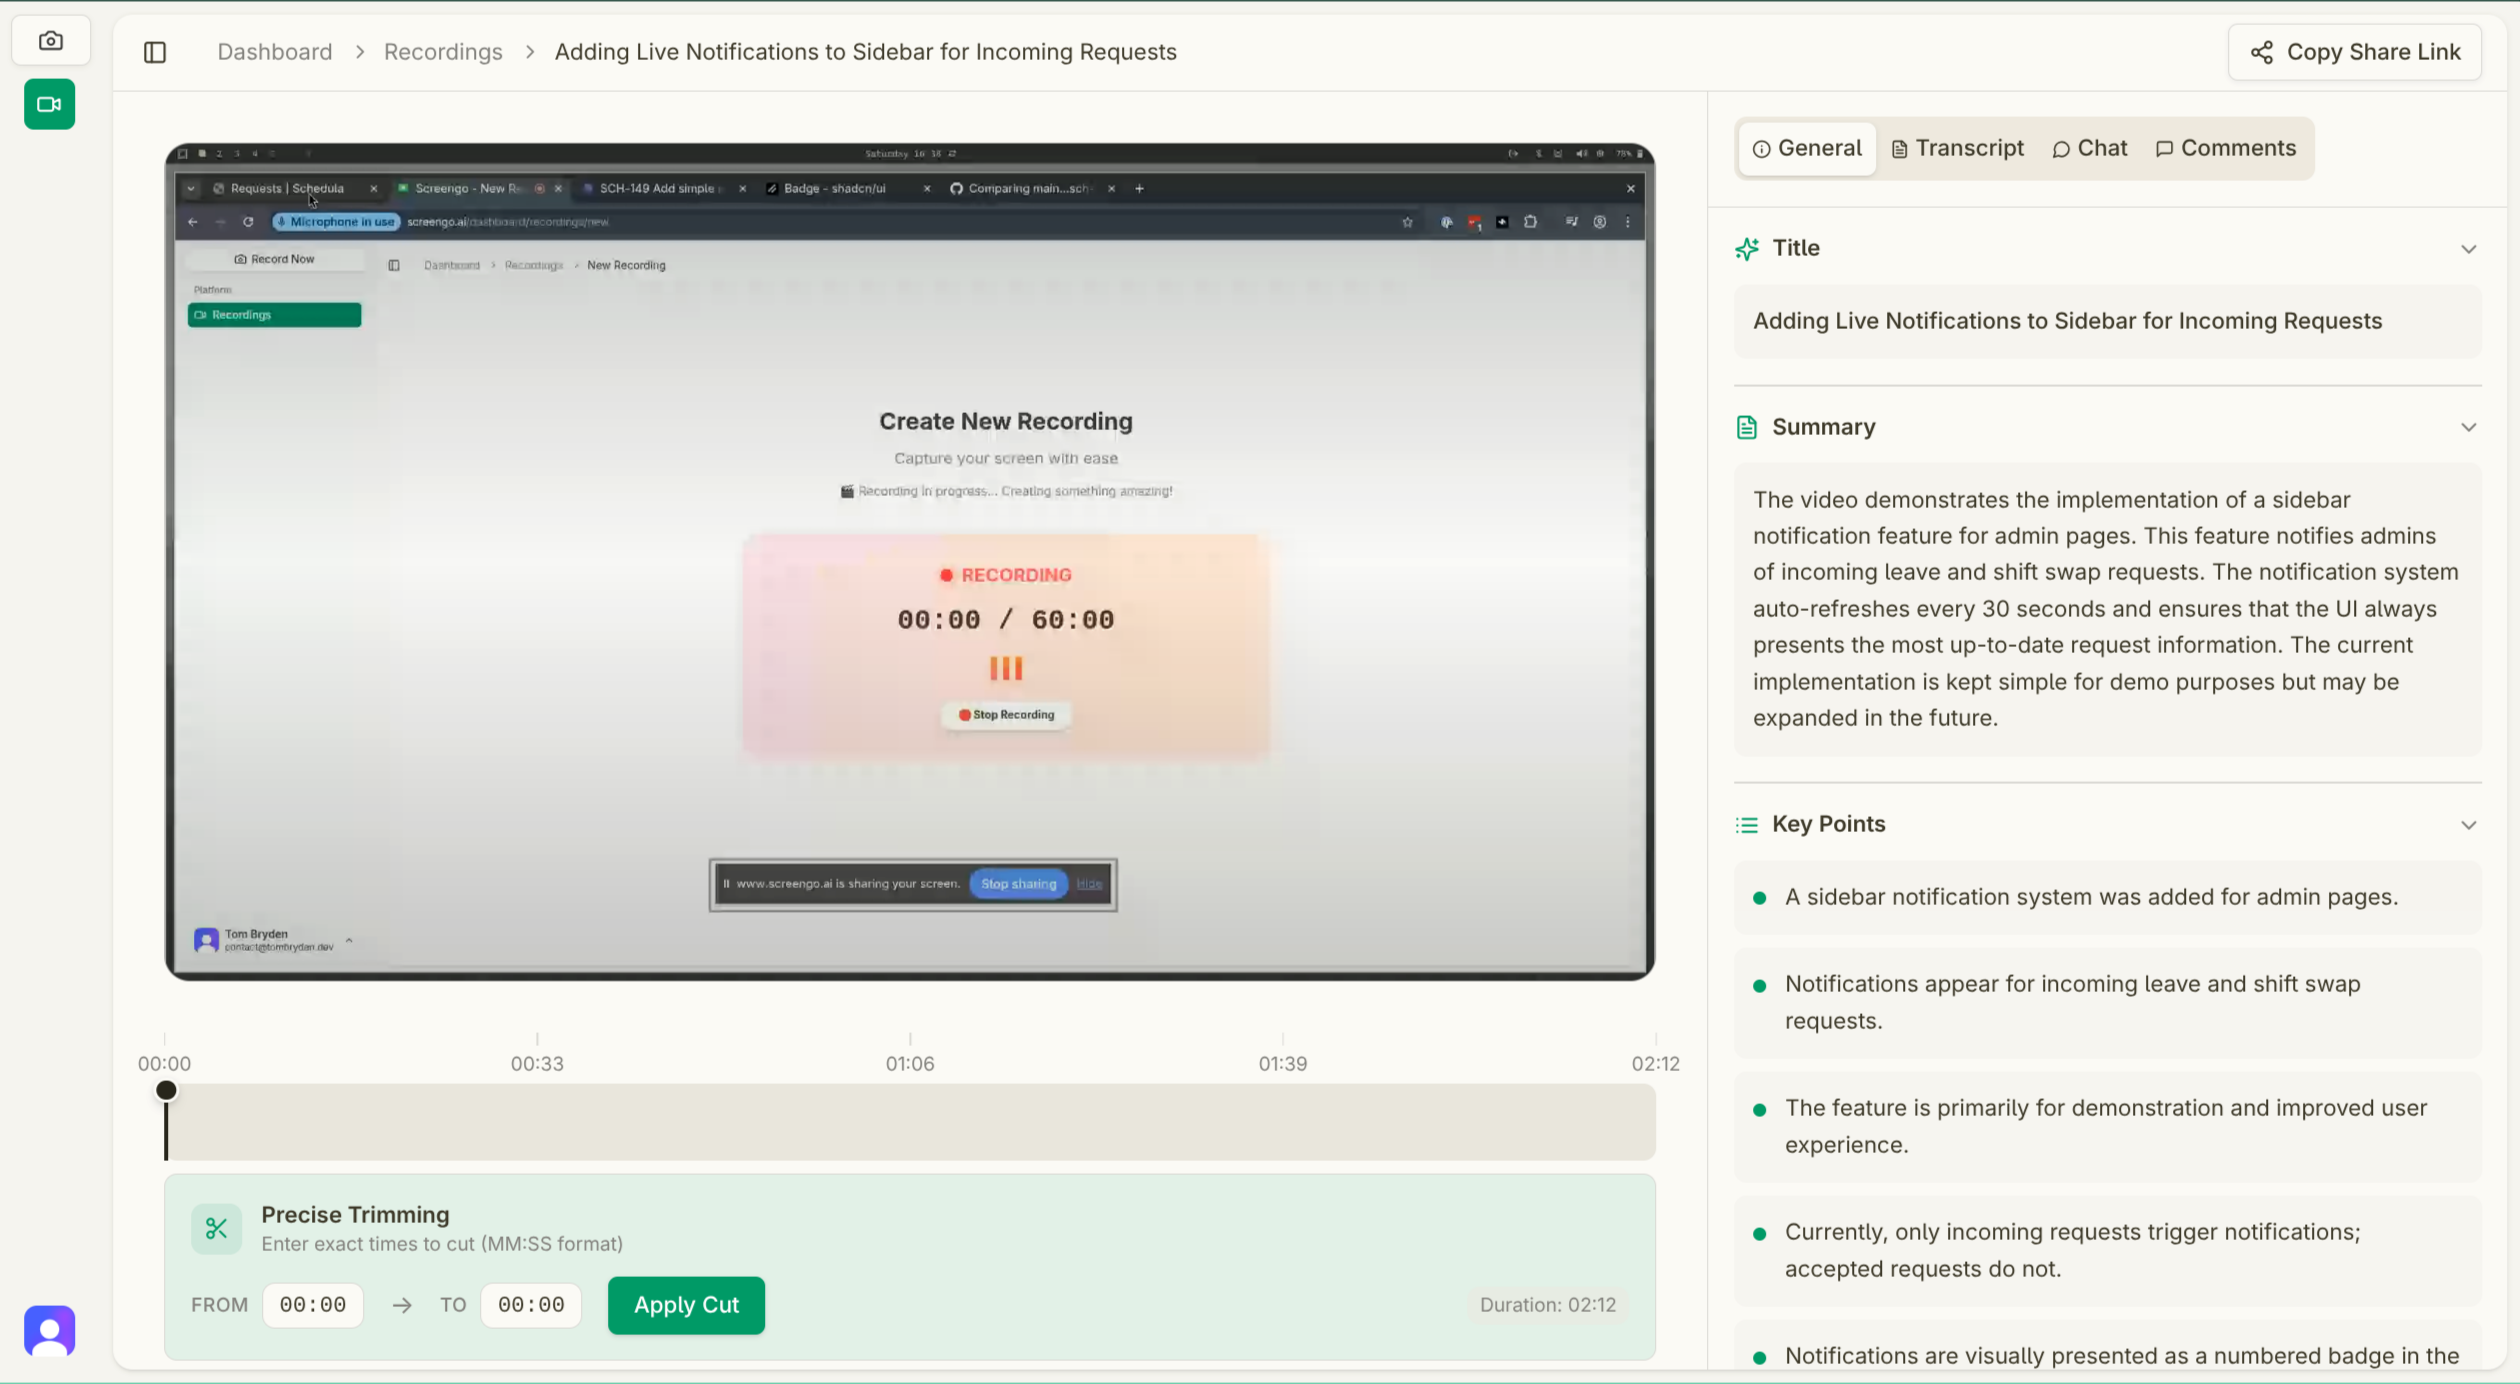 Dashboard > Recordings > Adding Live Notifications to Sidebar for Incoming Requests
Copy Share Link
Saturday 16 18
78%
Requests | Schedula
Screengo - New R
SCH-149 Add simple
Badge - shadcn/ui
Comparing main...sch
Microphone in use
screengo.ai/dashboard/recordings/new
Record Now
Dashboard > Recordings > New Recording
Platform
Recordings
Create New Recording
Capture your screen with ease
Recording in progress... Creating something amazing!
RECORDING
00:00 / 60:00
Stop Recording
www.screengo.ai is sharing your screen.
Stop sharing
Hide
Tom Bryden
contact@tombryden.dev
00:00
00:33
01:06
01:39
02:12
Precise Trimming
Enter exact times to cut (MM:SS format)
FROM 00:00 → TO 00:00
Apply Cut
Duration: 02:12
General
Transcript
Chat
Comments
Title
Adding Live Notifications to Sidebar for Incoming Requests
Summary
The video demonstrates the implementation of a sidebar
notification feature for admin pages. This feature notifies admins
of incoming leave and shift swap requests. The notification system
auto-refreshes every 30 seconds and ensures that the UI always
presents the most up-to-date request information. The current
implementation is kept simple for demo purposes but may be
expanded in the future.
Key Points
A sidebar notification system was added for admin pages.
Notifications appear for incoming leave and shift swap
requests.
The feature is primarily for demonstration and improved user
experience.
Currently, only incoming requests trigger notifications;
accepted requests do not.
Notifications are visually presented as a numbered badge in the